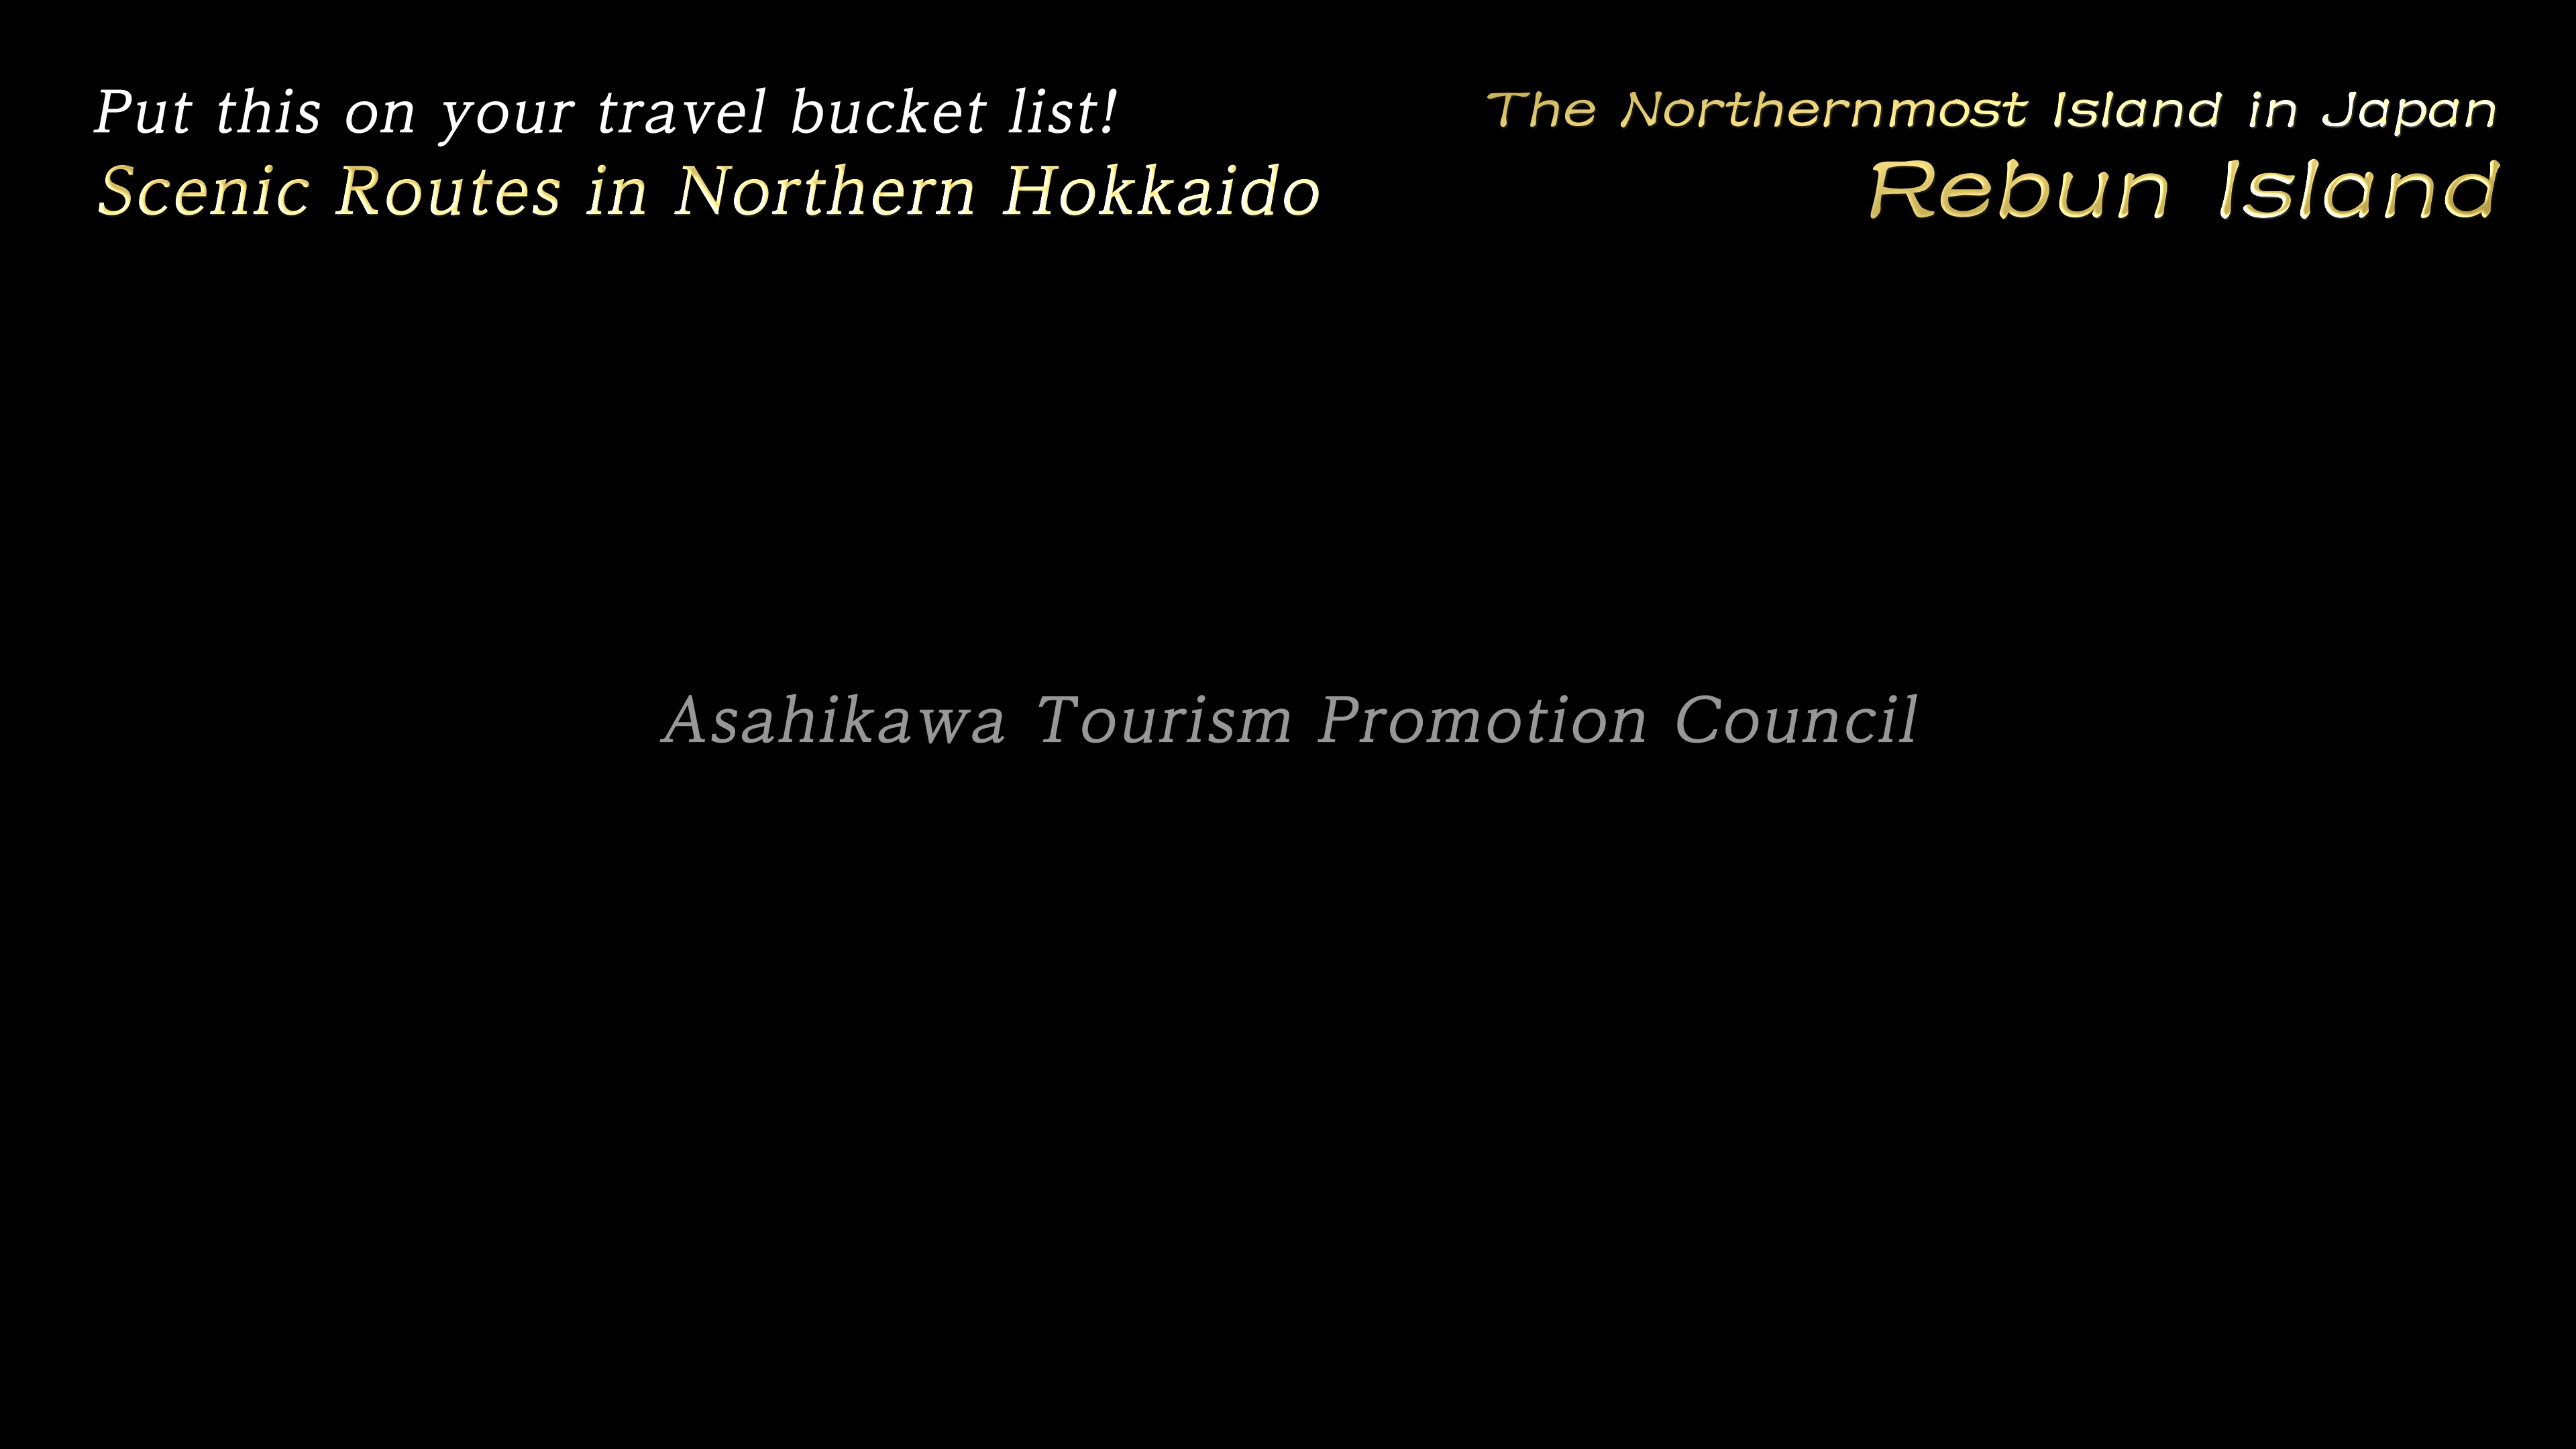 Put this on your travel bucket list!
Scenic Routes in Northern Hokkaido
The Northernmost Island in Japan
Rebun Island
Asahikawa Tourism Promotion Council